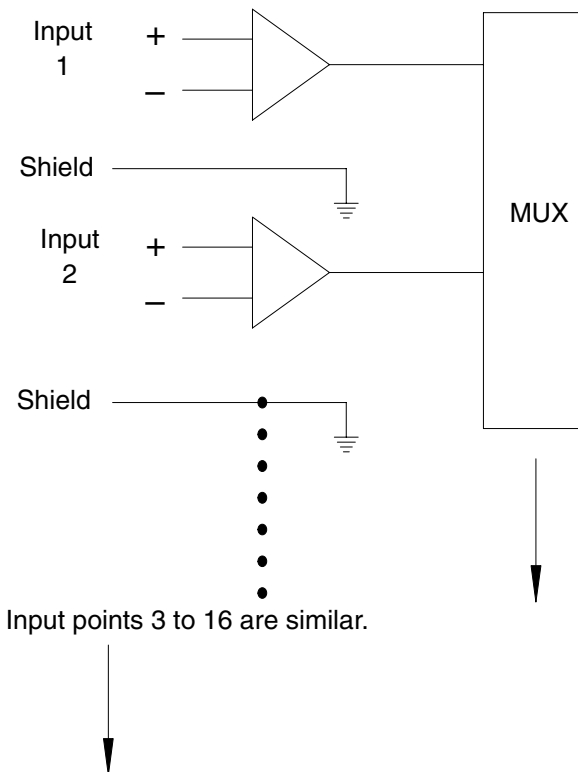 Input
1
+
–
Shield
MUX
Input
2
+
–
Shield
Input points 3 to 16 are similar.